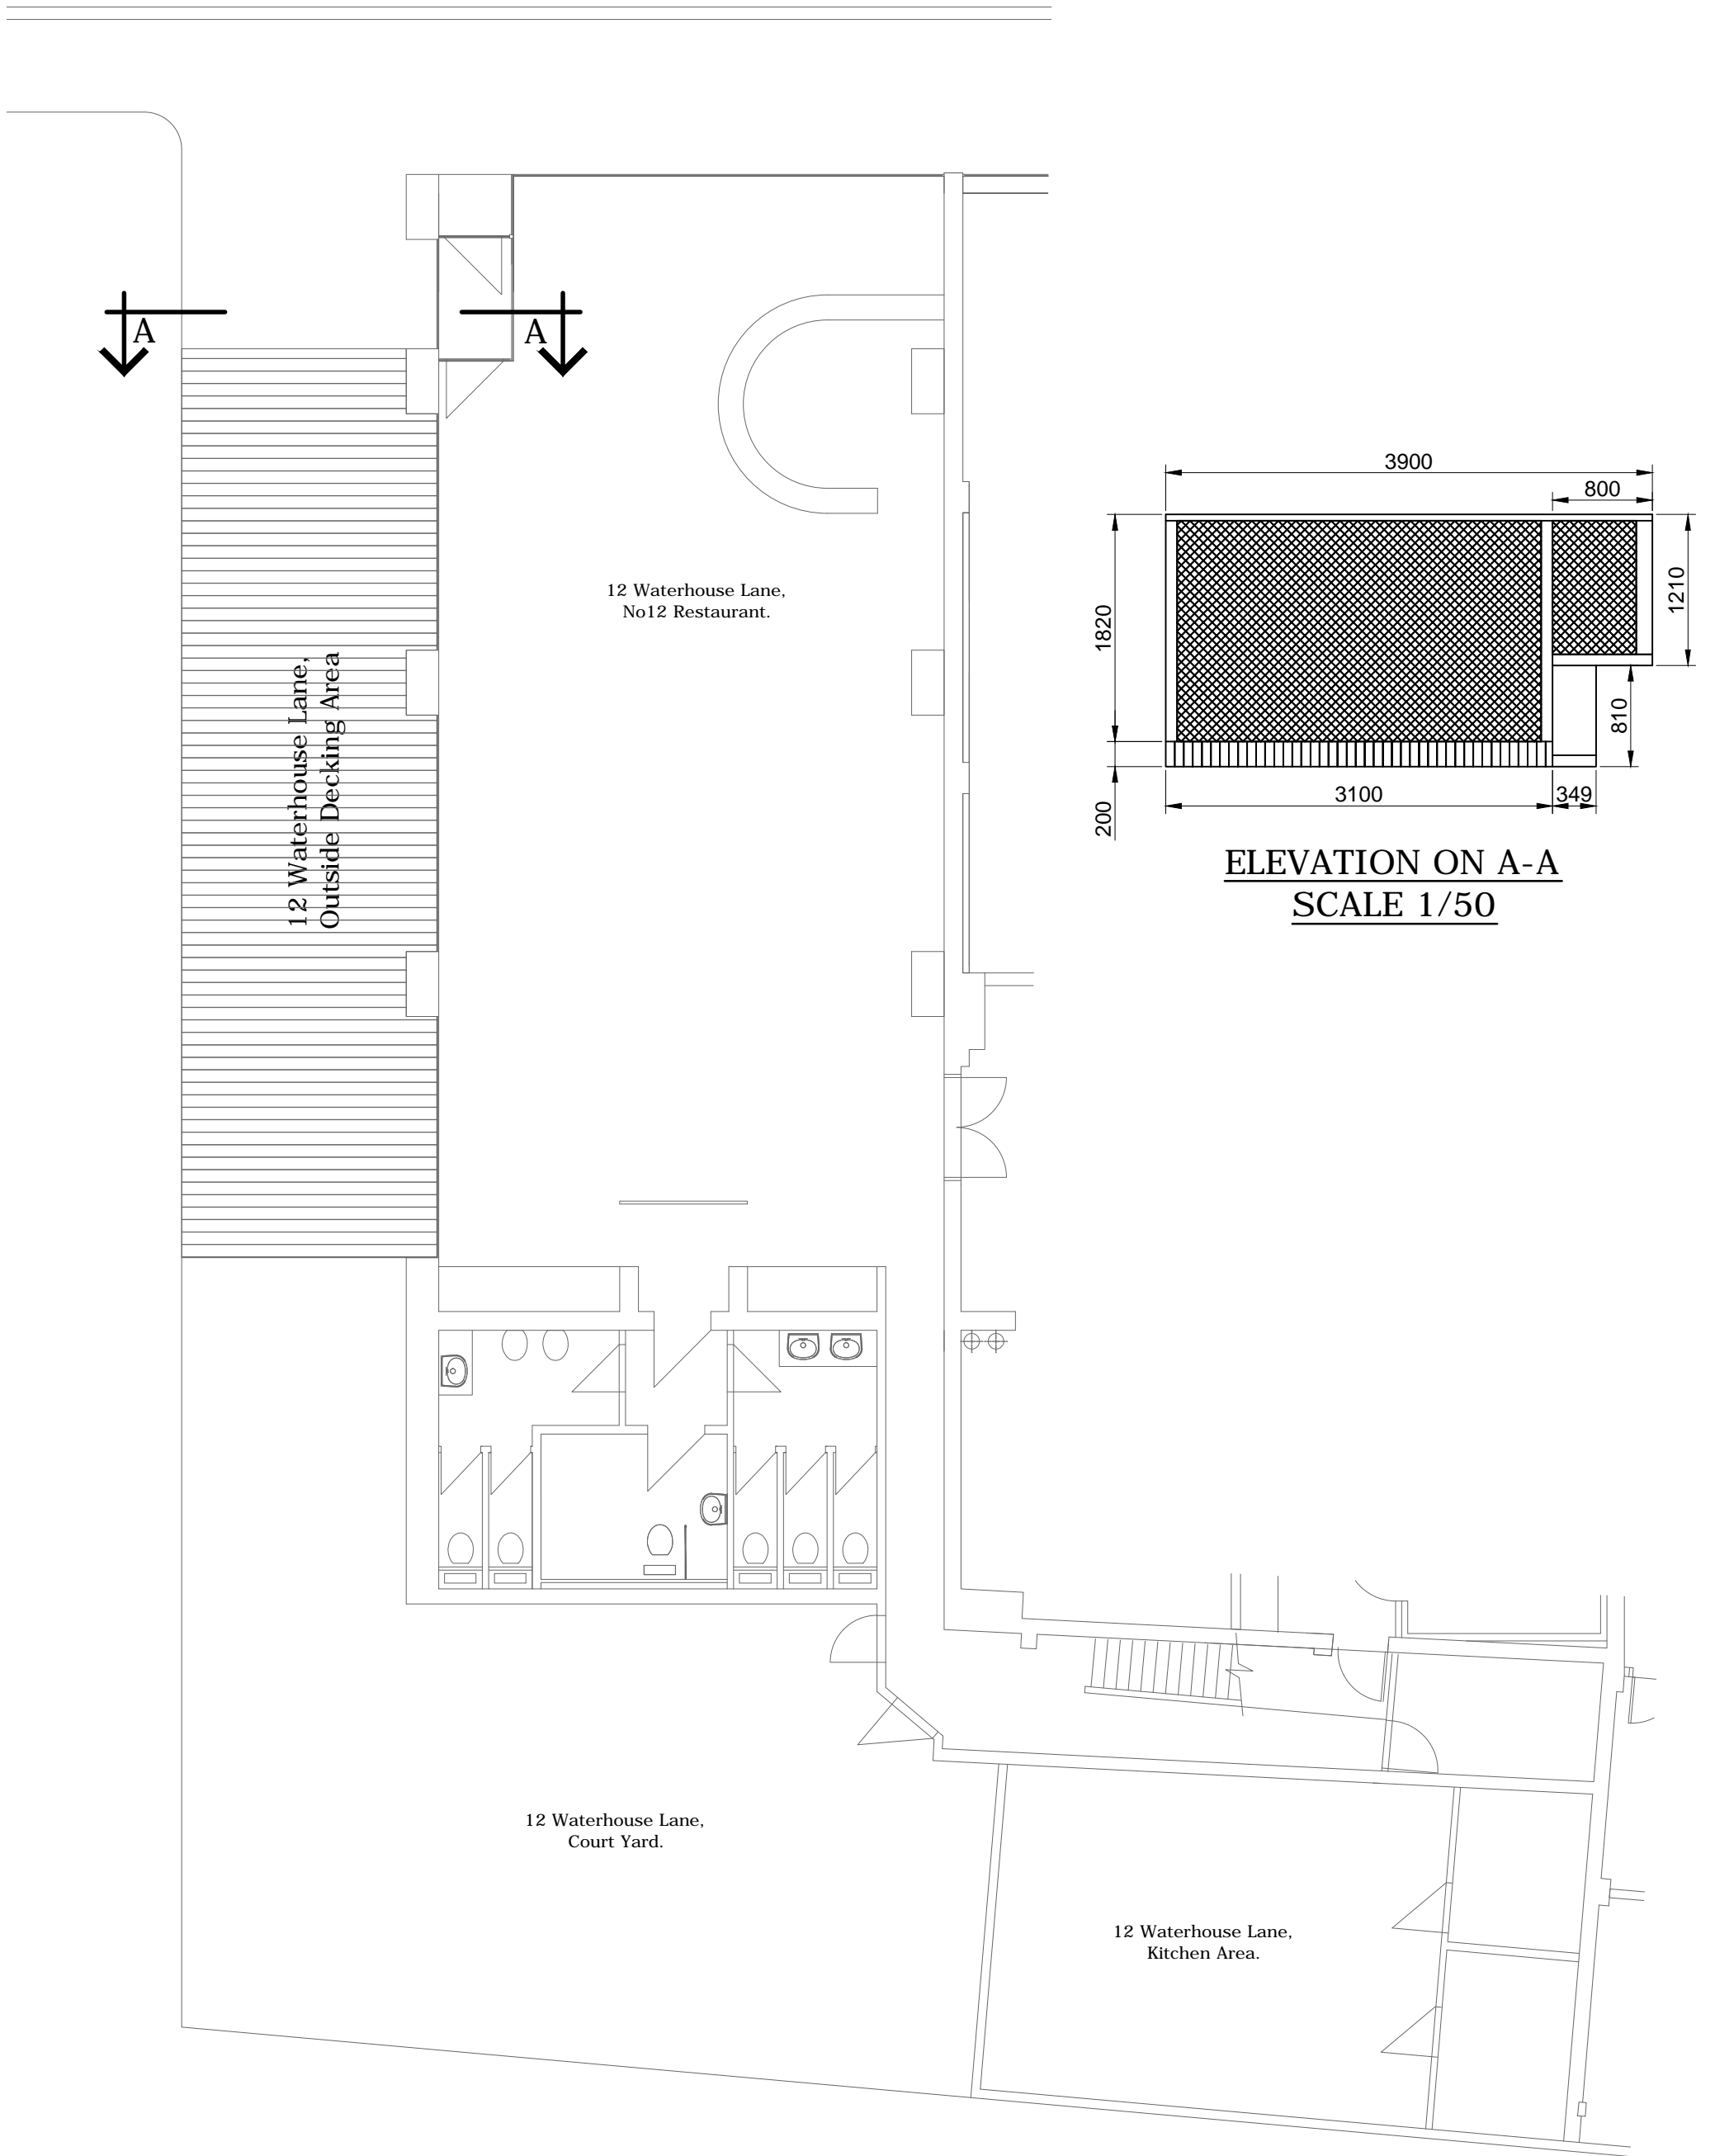 A
A
3900
800
1820
1210
810
200
3100
349
ELEVATION ON A-A
SCALE 1/50
12 Waterhouse Lane,
No12 Restaurant.
12 Waterhouse Lane,
Outside Decking Area
12 Waterhouse Lane,
Court Yard.
12 Waterhouse Lane,
Kitchen Area.